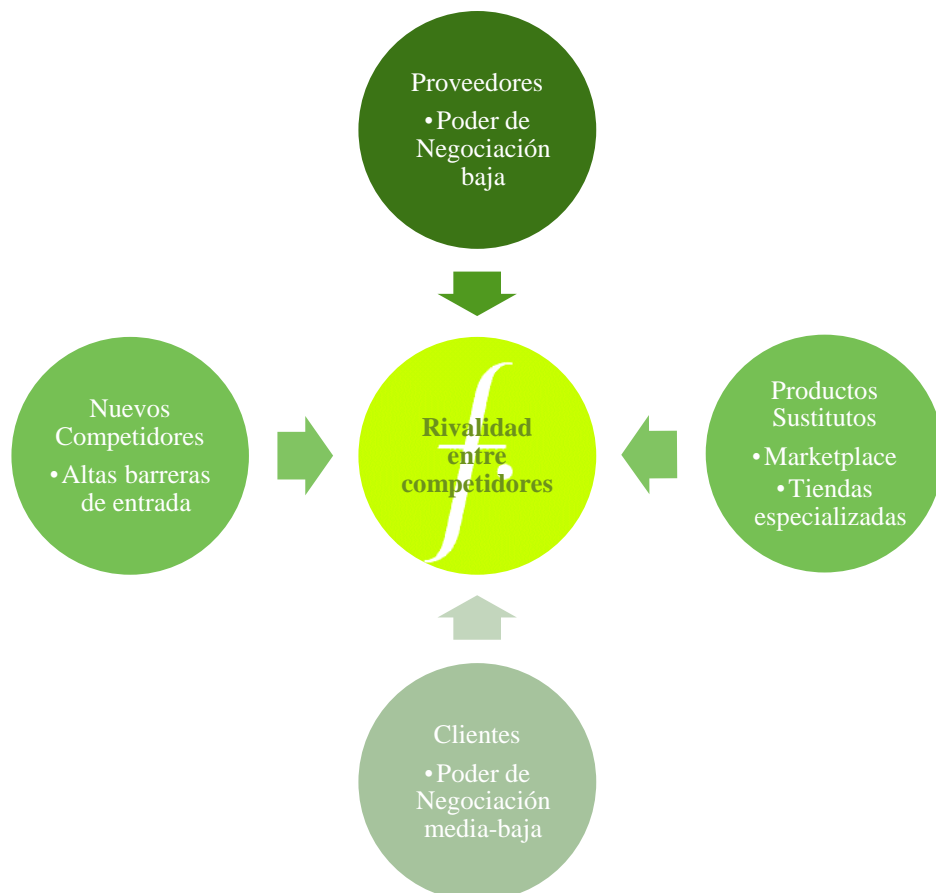 Proveedores
•Poder de
Negociación
baja
Nuevos
Competidores
•Altas barreras
de entrada
f.
Rivalidad
entre
competidores
Productos
Sustitutos
•Marketplace
•Tiendas
especializadas
Clientes
•Poder de
Negociación
media-baja